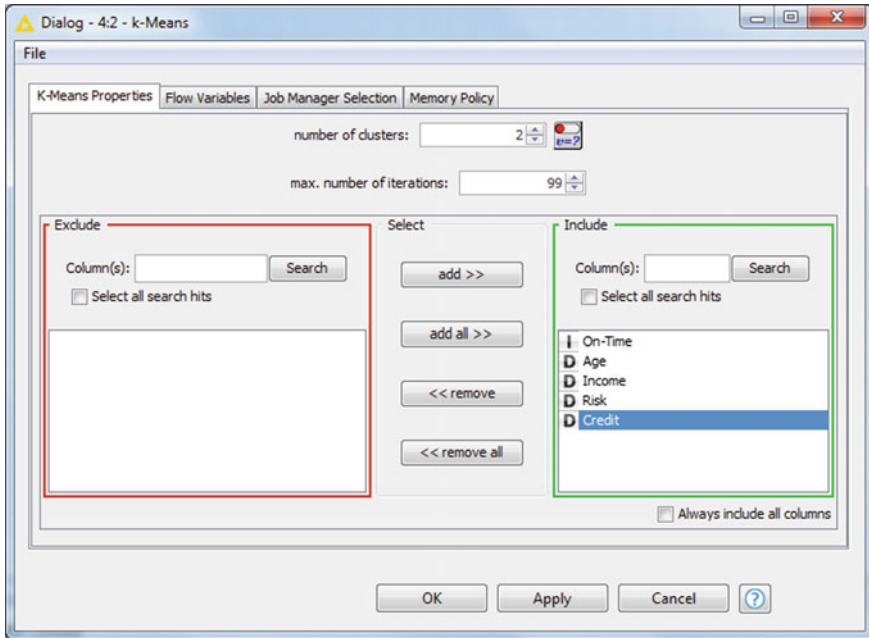 Dialog - 4:2 - k-Means
File
K-Means Properties Flow Variables Job Manager Selection Memory Policy
number of clusters: 2 v=?
max. number of iterations: 99
Exclude Select Include
Column(s): Search add >> Column(s): Search
Select all search hits Select all search hits
add all >>
<< remove
<< remove all
I On-Time
D Age
D Income
D Risk
D Credit
Always include all columns
OK Apply Cancel ?